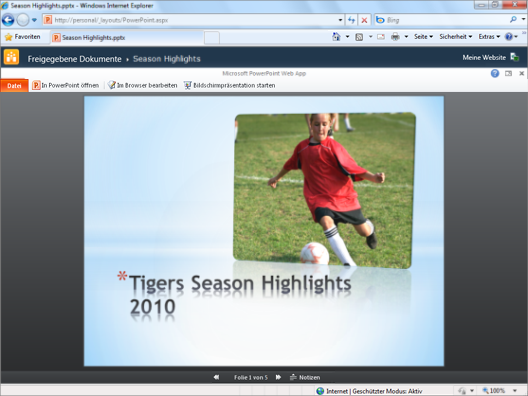 Season Highlights.pptx - Windows Internet Explorer
http://personal/_layouts/PowerPoint.aspx
Bing
Favoriten
Season Highlights.pptx
Seite
Sicherheit
Extras
Freigegebene Dokumente › Season Highlights
Meine Website
Microsoft PowerPoint Web App
Datei
In PowerPoint öffnen
Im Browser bearbeiten
Bildschirmpräsentation starten
*Tigers Season Highlights
2010
Folie 1 von 5
Notizen
Internet | Geschützter Modus: Aktiv
100%